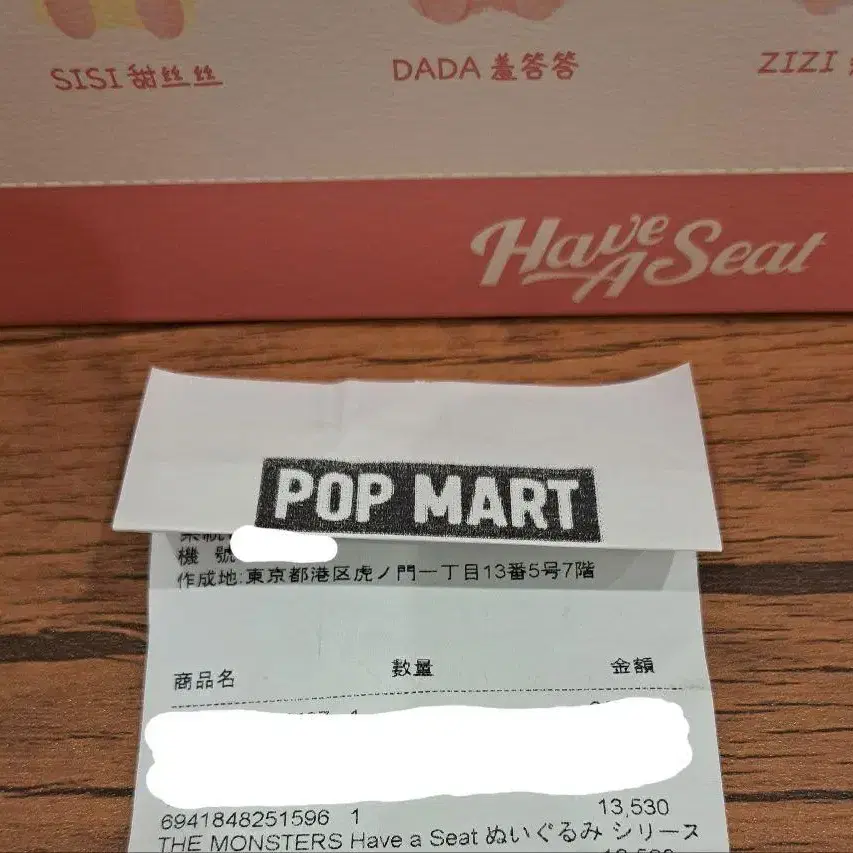 SISI 甜丝丝
DADA 羞答答
ZIZI
Have A Seat
POP MART
機 號
作成地:東京都港区虎ノ門一丁目13番5号7階
商品名 数量 金額
1
6941848251596 1 13,530
THE MONSTERS Have a Seat ぬいぐるみ シリース